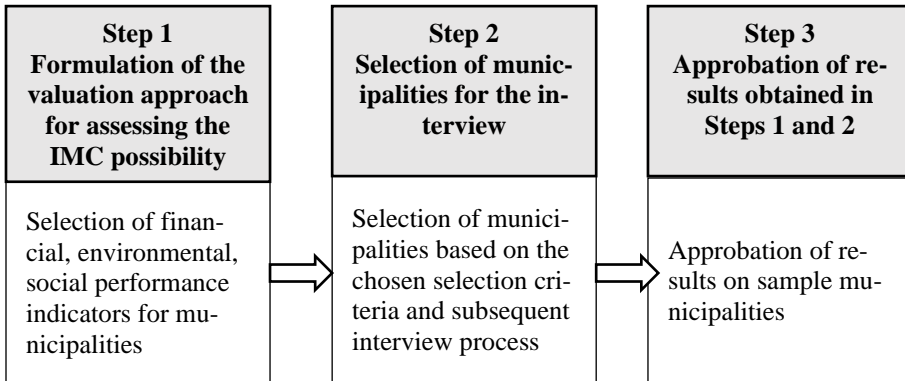 Step 1
Formulation of the
valuation approach
for assessing the
IMC possibility
Selection of finan-
cial, environmental,
social performance
indicators for mu-
nicipalities
Step 2
Selection of munic-
ipalities for the in-
terview
Selection of munici-
palities based on the
chosen selection cri-
teria and subsequent
interview process
Step 3
Approbation of re-
sults obtained in
Steps 1 and 2
Approbation of re-
sults on sample mu-
nicipalities